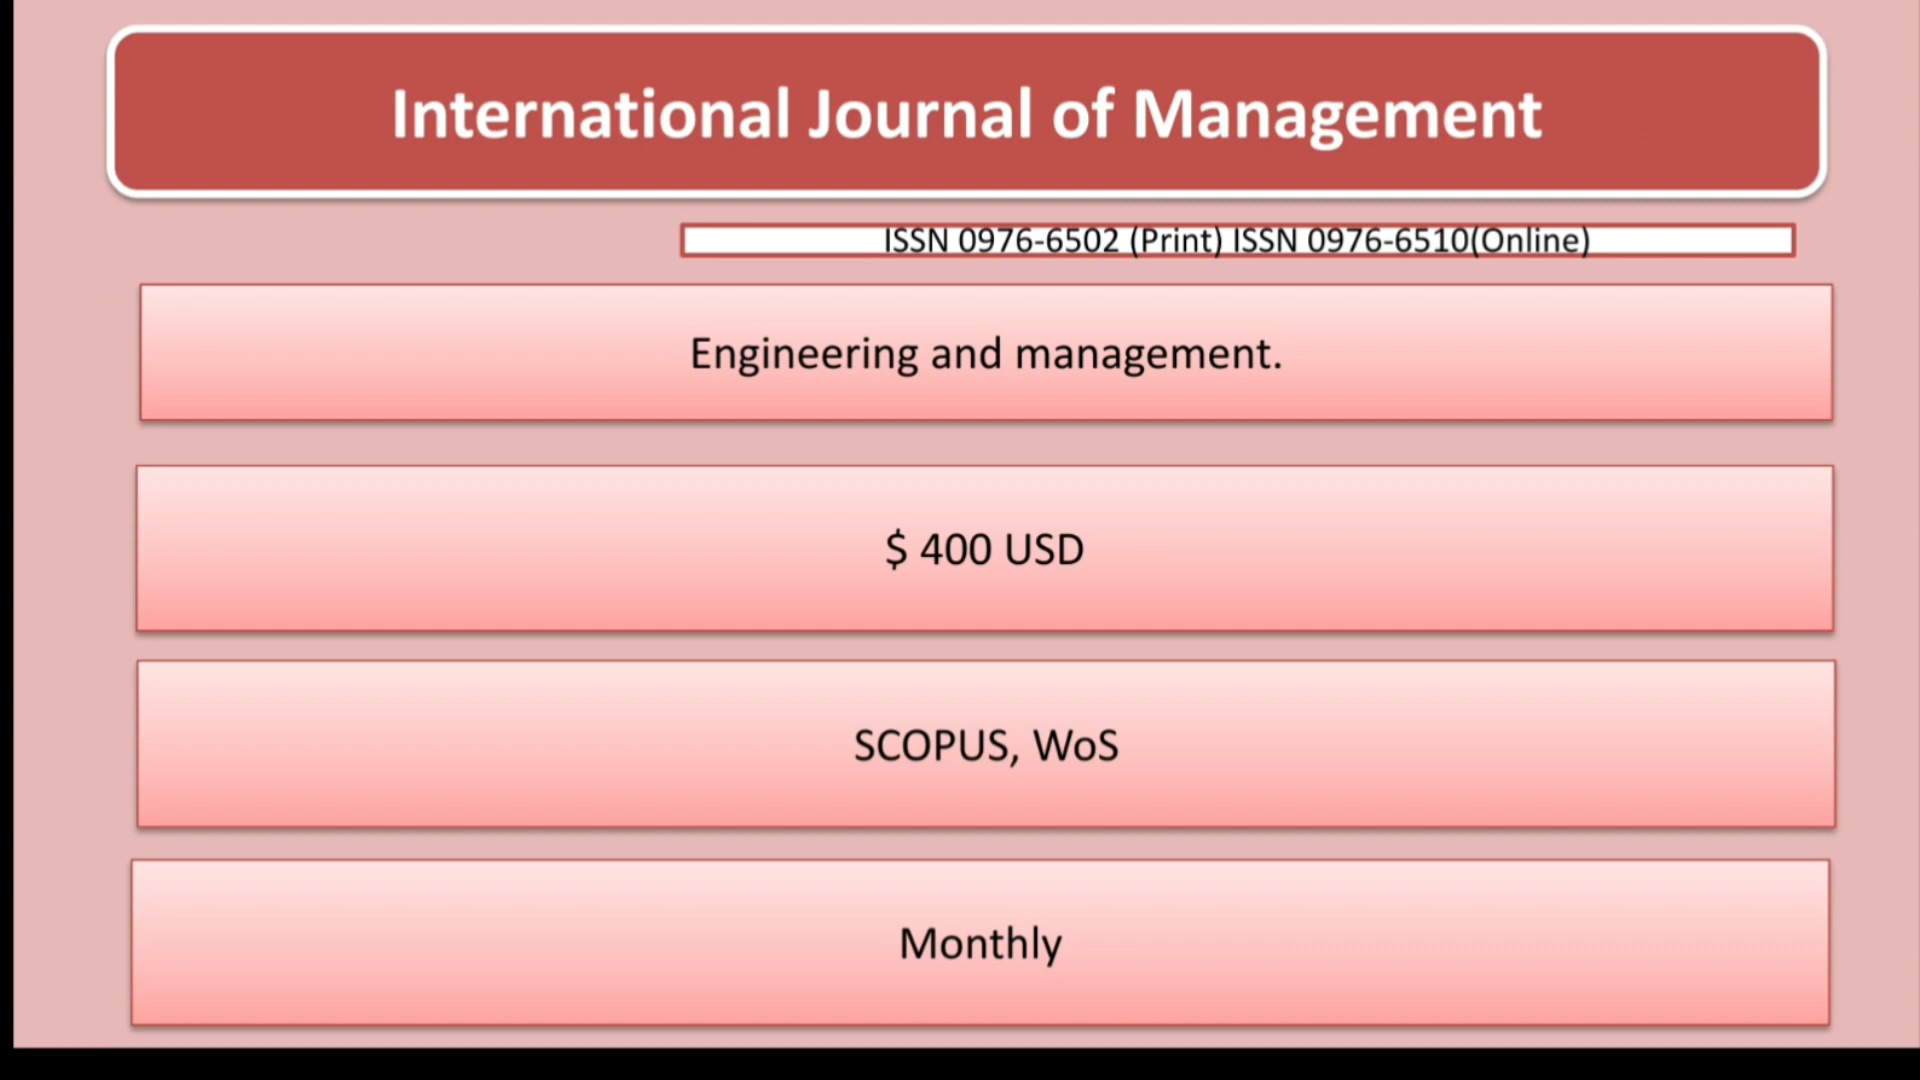 International Journal of Management
ISSN 0976-6502 (Print) ISSN 0976-6510(Online)
Engineering and management.
$ 400 USD
SCOPUS, WoS
Monthly